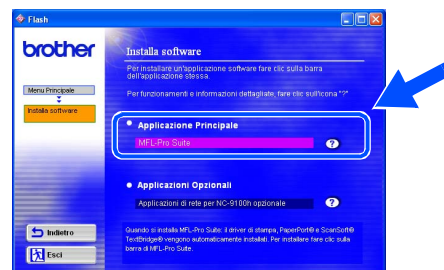 Flash
brother
Installa software
Per installare un'applicazione software fare clic sulla barra
dell'applicazione stessa.
Per funzionamenti e informazioni dettagliate, fare clic sull'icona "?"
Menu Principale
Installa software
Applicazione Principale
MFL-Pro Suite
?
Applicazioni Opzionali
Applicazioni di rete per NC-9100h opzionale
?
Quando si installa MFL-Pro Suite: il driver di stampa, PaperPort® e ScanSoft®
TextBridge® vengono automaticamente installati. Per installare fare clic sulla
barra di MFL-Pro Suite.
Indietro
Esci